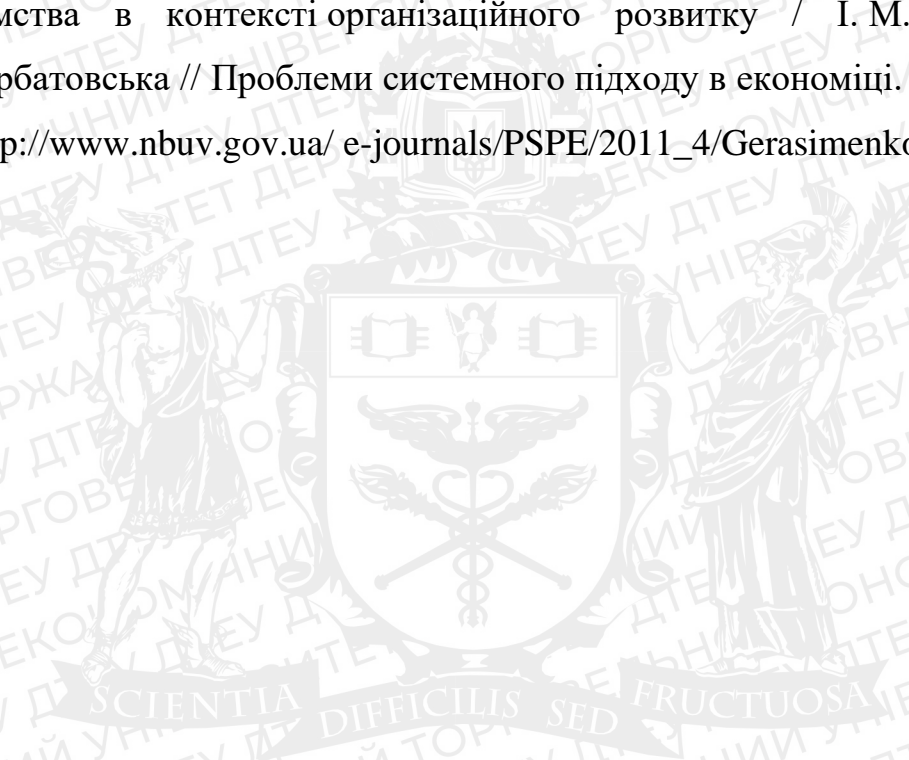 мства в контексті організаційного розвитку / І. М.
рбатовська // Проблеми системного підходу в економіці.
p://www.nbuv.gov.ua/ e-journals/PSPE/2011_4/Gerasimenko
SCIENTIA DIFFICILIS SED FRUCTUOSA